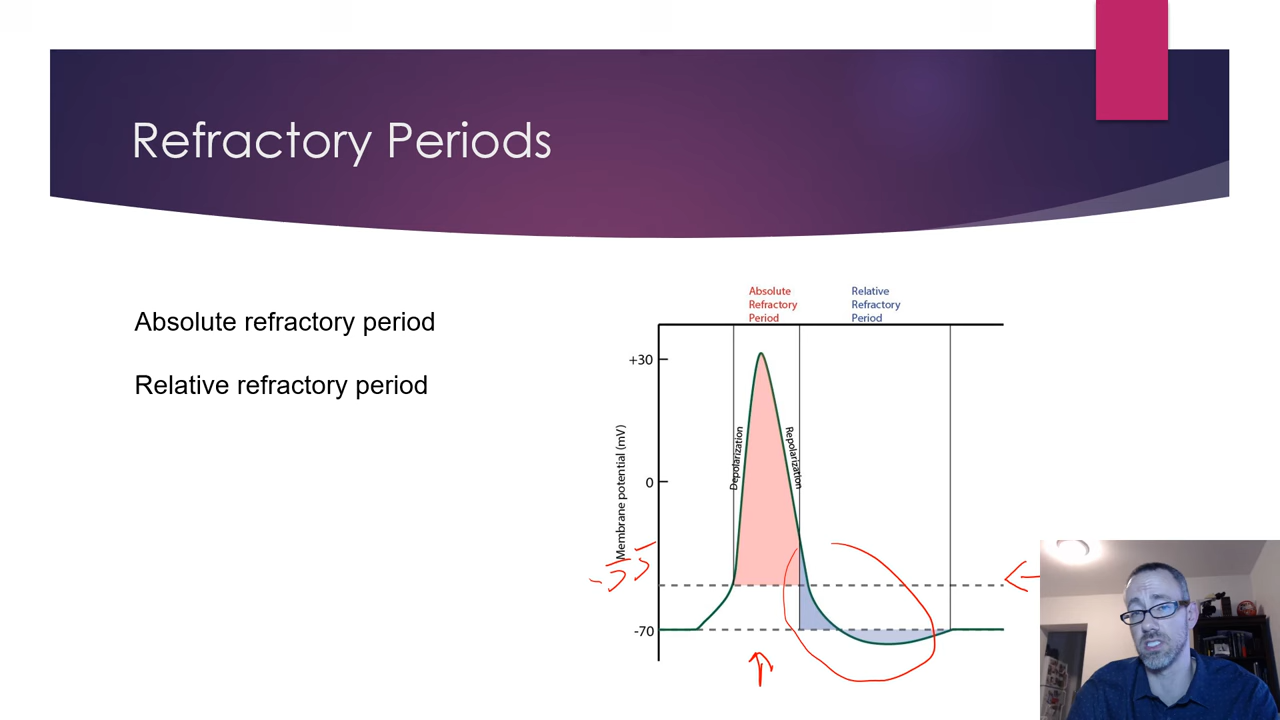 Refractory Periods
Absolute refractory period
Relative refractory period
Absolute
Refractory
Period
Relative
Refractory
Period
+30
0
-70
Membrane potential (mV)
Depolarization
Repolarization
-55